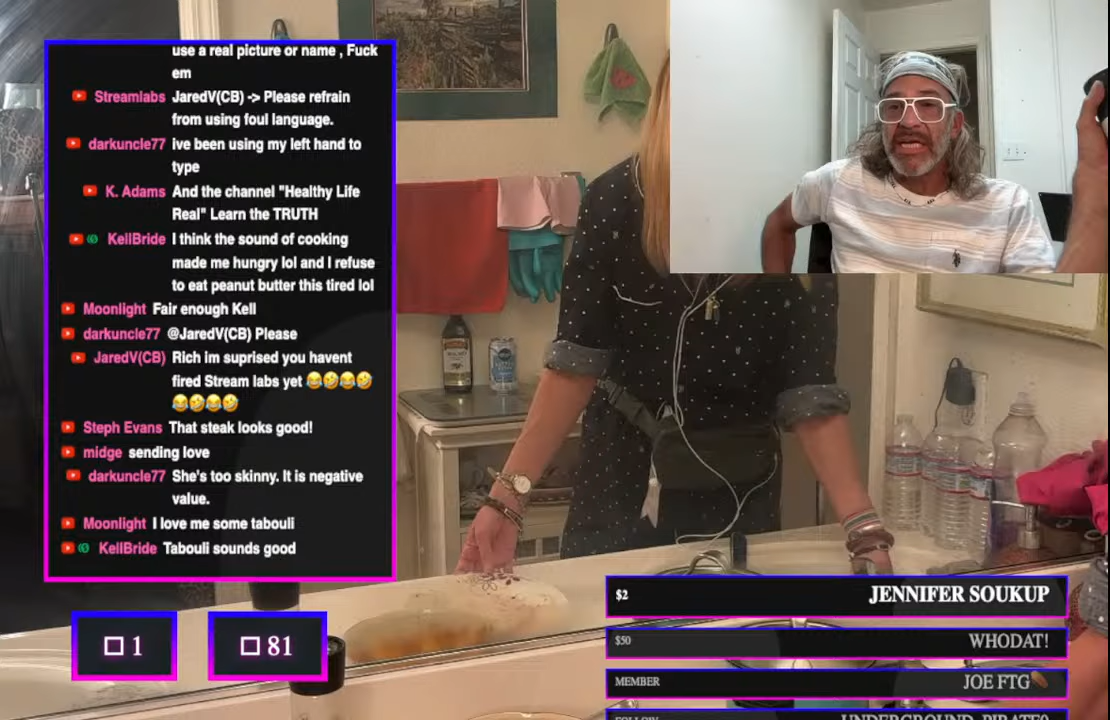 use a real picture or name , Fuck
em
Streamlabs JaredV(CB) -> Please refrain
from using foul language.
darkuncle77 Ive been using my left hand to
type
K. Adams And the channel "Healthy Life
Real" Learn the TRUTH
KellBride I think the sound of cooking
made me hungry lol and I refuse
to eat peanut butter this tired lol
Moonlight Fair enough Kell
darkuncle77 @JaredV(CB) Please
JaredV(CB) Rich im suprised you havent
fired Stream labs yet 😂🤣😂🤣
😂🤣😂🤣
Steph Evans That steak looks good!
midge sending love
darkuncle77 She's too skinny. It is negative
value.
Moonlight I love me some tabouli
KellBride Tabouli sounds good
1
81
$2 JENNIFER SOUKUP
$50 WHODAT!
MEMBER JOE FTG
FOLLOW